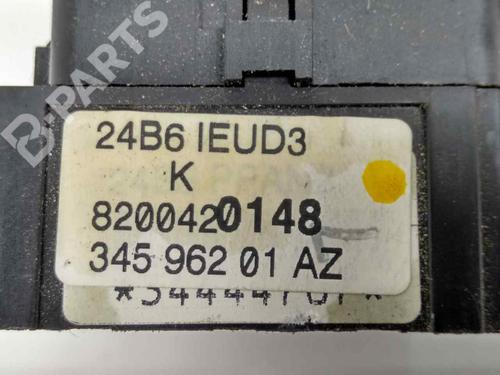 B-PARTS
24B6 IEUD3
K
8200420148
345 962 01 AZ